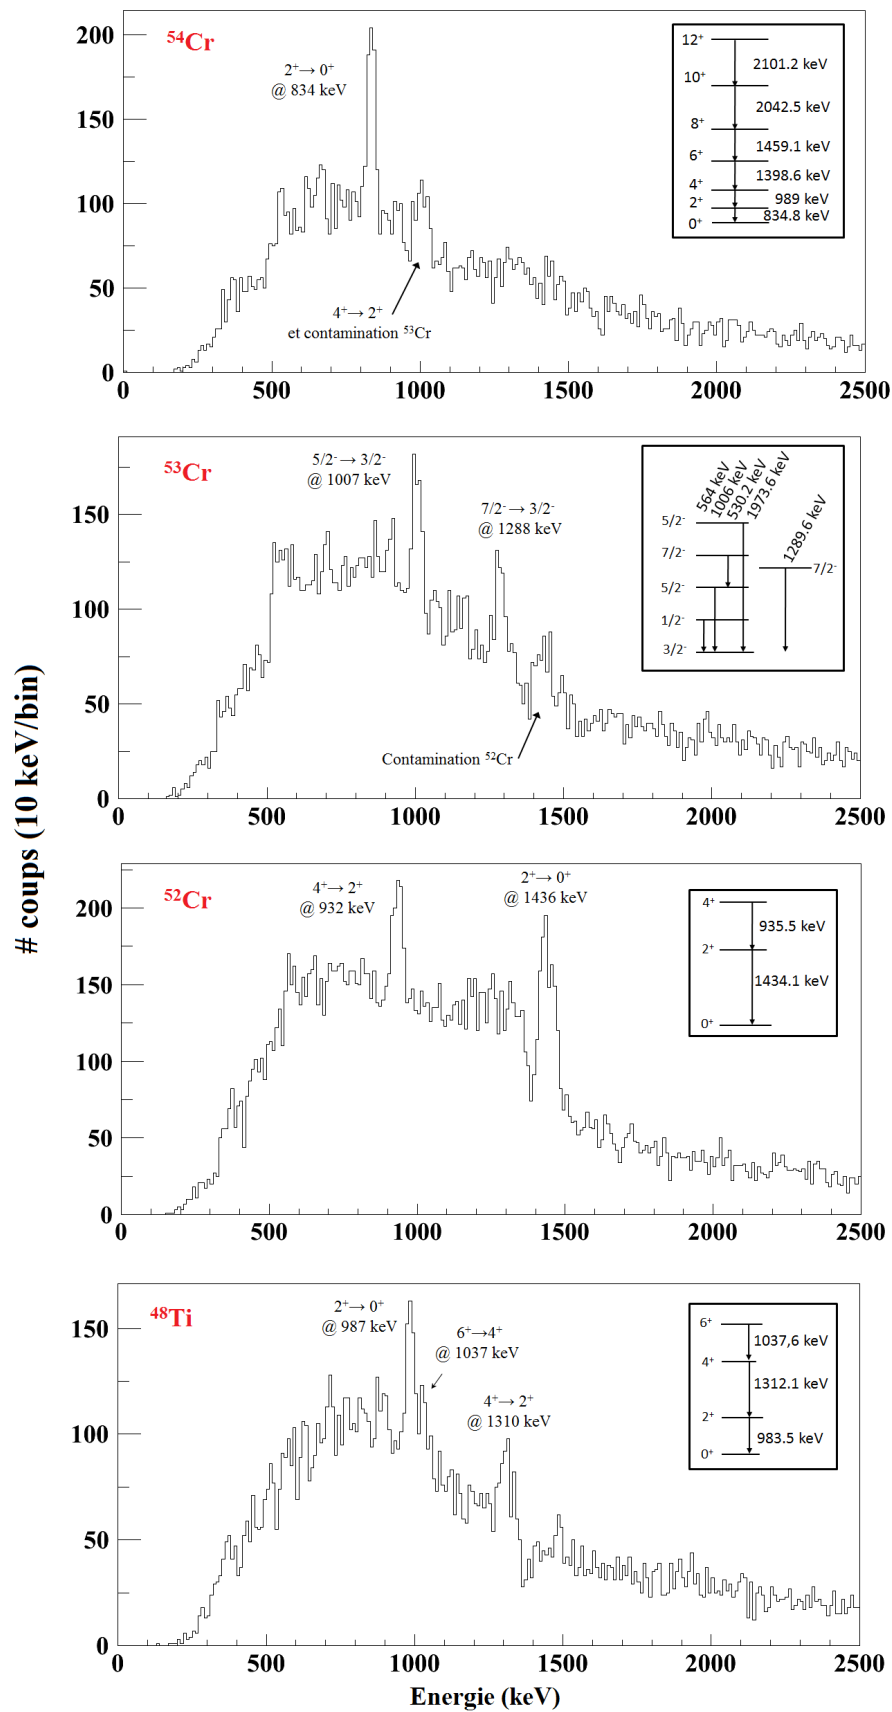 # coups (10 keV/bin)
⁵⁴Cr
2⁺→ 0⁺
@ 834 keV
4⁺→ 2⁺
et contamination ⁵³Cr
12⁺
2101.2 keV
10⁺
2042.5 keV
8⁺
1459.1 keV
6⁺
1398.6 keV
4⁺
989 keV
2⁺
834.8 keV
0⁺
200
150
100
50
0
0 500 1000 1500 2000 2500
⁵³Cr
5/2⁻→ 3/2⁻
@ 1007 keV
7/2⁻→ 3/2⁻
@ 1288 keV
Contamination ⁵²Cr
564 keV
1006 keV
530.2 keV
1973.6 keV
1289.6 keV
5/2⁻
7/2⁻
7/2⁻
5/2⁻
1/2⁻
3/2⁻
150
100
50
0
0 500 1000 1500 2000 2500
⁵²Cr
4⁺→ 2⁺
@ 932 keV
2⁺→ 0⁺
@ 1436 keV
4⁺
935.5 keV
2⁺
1434.1 keV
0⁺
200
150
100
50
0
0 500 1000 1500 2000 2500
⁴⁸Ti
2⁺→ 0⁺
@ 987 keV
6⁺→4⁺
@ 1037 keV
4⁺→ 2⁺
@ 1310 keV
6⁺
1037,6 keV
4⁺
1312.1 keV
2⁺
983.5 keV
0⁺
150
100
50
0
0 500 1000 1500 2000 2500
Energie (keV)